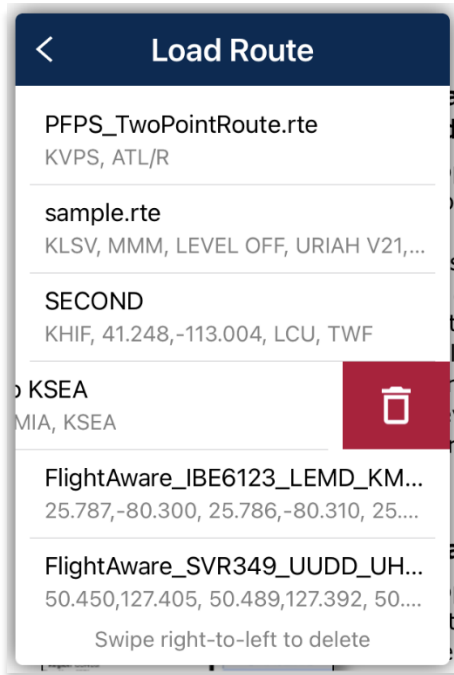 Load Route
PFPS_TwoPointRoute.rte
KVPS, ATL/R
sample.rte
KLSV, MMM, LEVEL OFF, URIAH V21,...
SECOND
KHIF, 41.248,-113.004, LCU, TWF
KSEA
MIA, KSEA
FlightAware_IBE6123_LEMD_KM...
25.787,-80.300, 25.786,-80.310, 25....
FlightAware_SVR349_UUDD_UH...
50.450,127.405, 50.489,127.392, 50....
Swipe right-to-left to delete